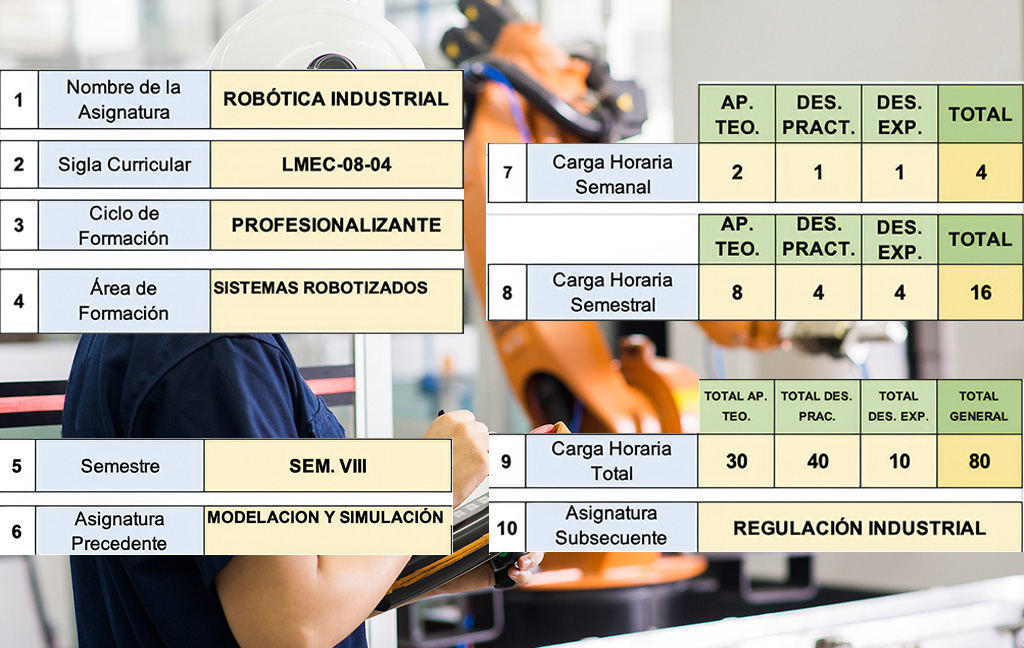 1
Nombre de la
Asignatura
ROBÓTICA INDUSTRIAL
2
Sigla Curricular
LMEC-08-04
3
Ciclo de
Formación
PROFESIONALIZANTE
4
Área de
Formación
SISTEMAS ROBOTIZADOS
5
Semestre
SEM. VIII
6
Asignatura
Precedente
MODELACION Y SIMULACIÓN
AP.
TEO.
DES.
PRACT.
DES.
EXP.
TOTAL
7
Carga Horaria
Semanal
2
1
1
4
AP.
TEO.
DES.
PRACT.
DES.
EXP.
TOTAL
8
Carga Horaria
Semestral
8
4
4
16
TOTAL AP.
TEO.
TOTAL DES.
PRAC.
TOTAL
DES. EXP.
TOTAL
GENERAL
9
Carga Horaria
Total
30
40
10
80
10
Asignatura
Subsecuente
REGULACIÓN INDUSTRIAL